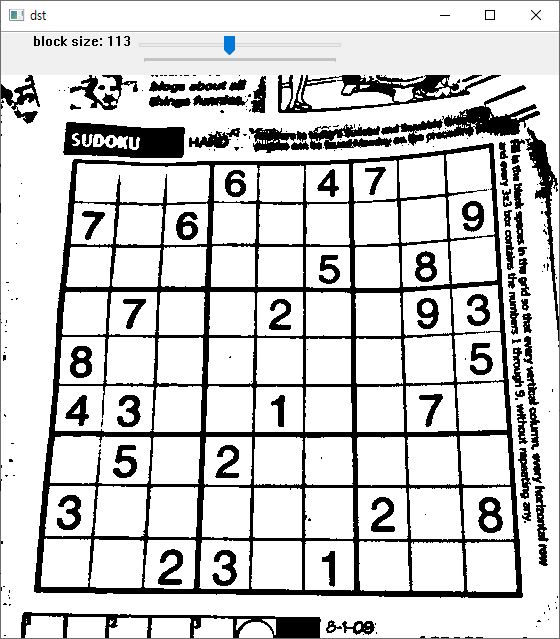 dst
block size: 113
blogs about all
things funnies.
SUDOKU HARD
6 4 7
7 6 9
5 8
7 2 9 3
8 5
4 3 1 7
5 2
3 2 8
2 3 1
Fill in the blank spaces in the grid so that every vertical column, every horizontal row
and every 3x3 box contains the numbers 1 through 9, without repeating any.
2 3
8-1-09